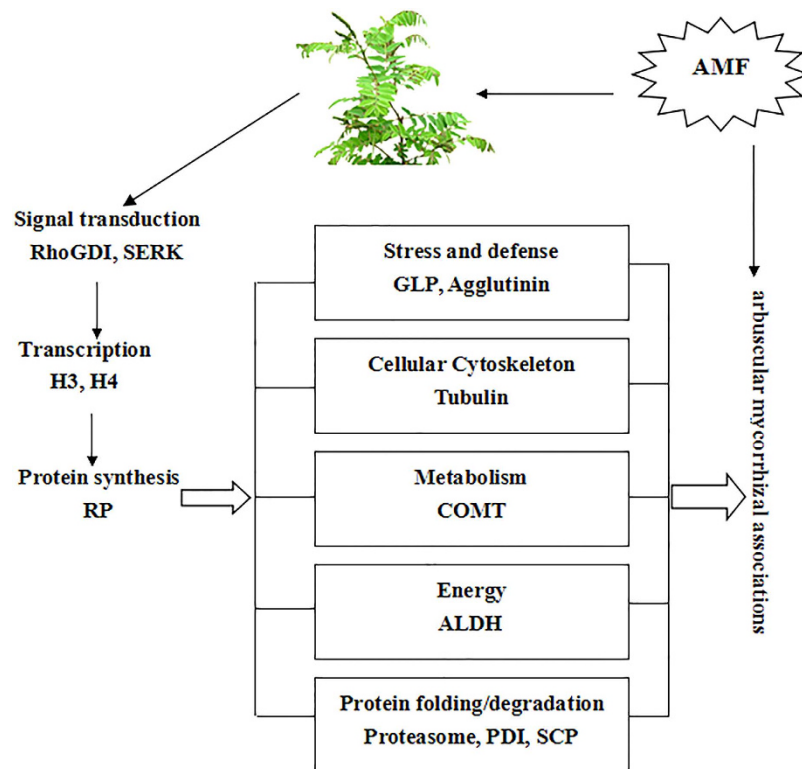 AMF
Signal transduction
RhoGDI, SERK
Transcription
H3, H4
Protein synthesis
RP
Stress and defense
GLP, Agglutinin
Cellular Cytoskeleton
Tubulin
Metabolism
COMT
Energy
ALDH
Protein folding/degradation
Proteasome, PDI, SCP
arbuscular mycorrhizal associations